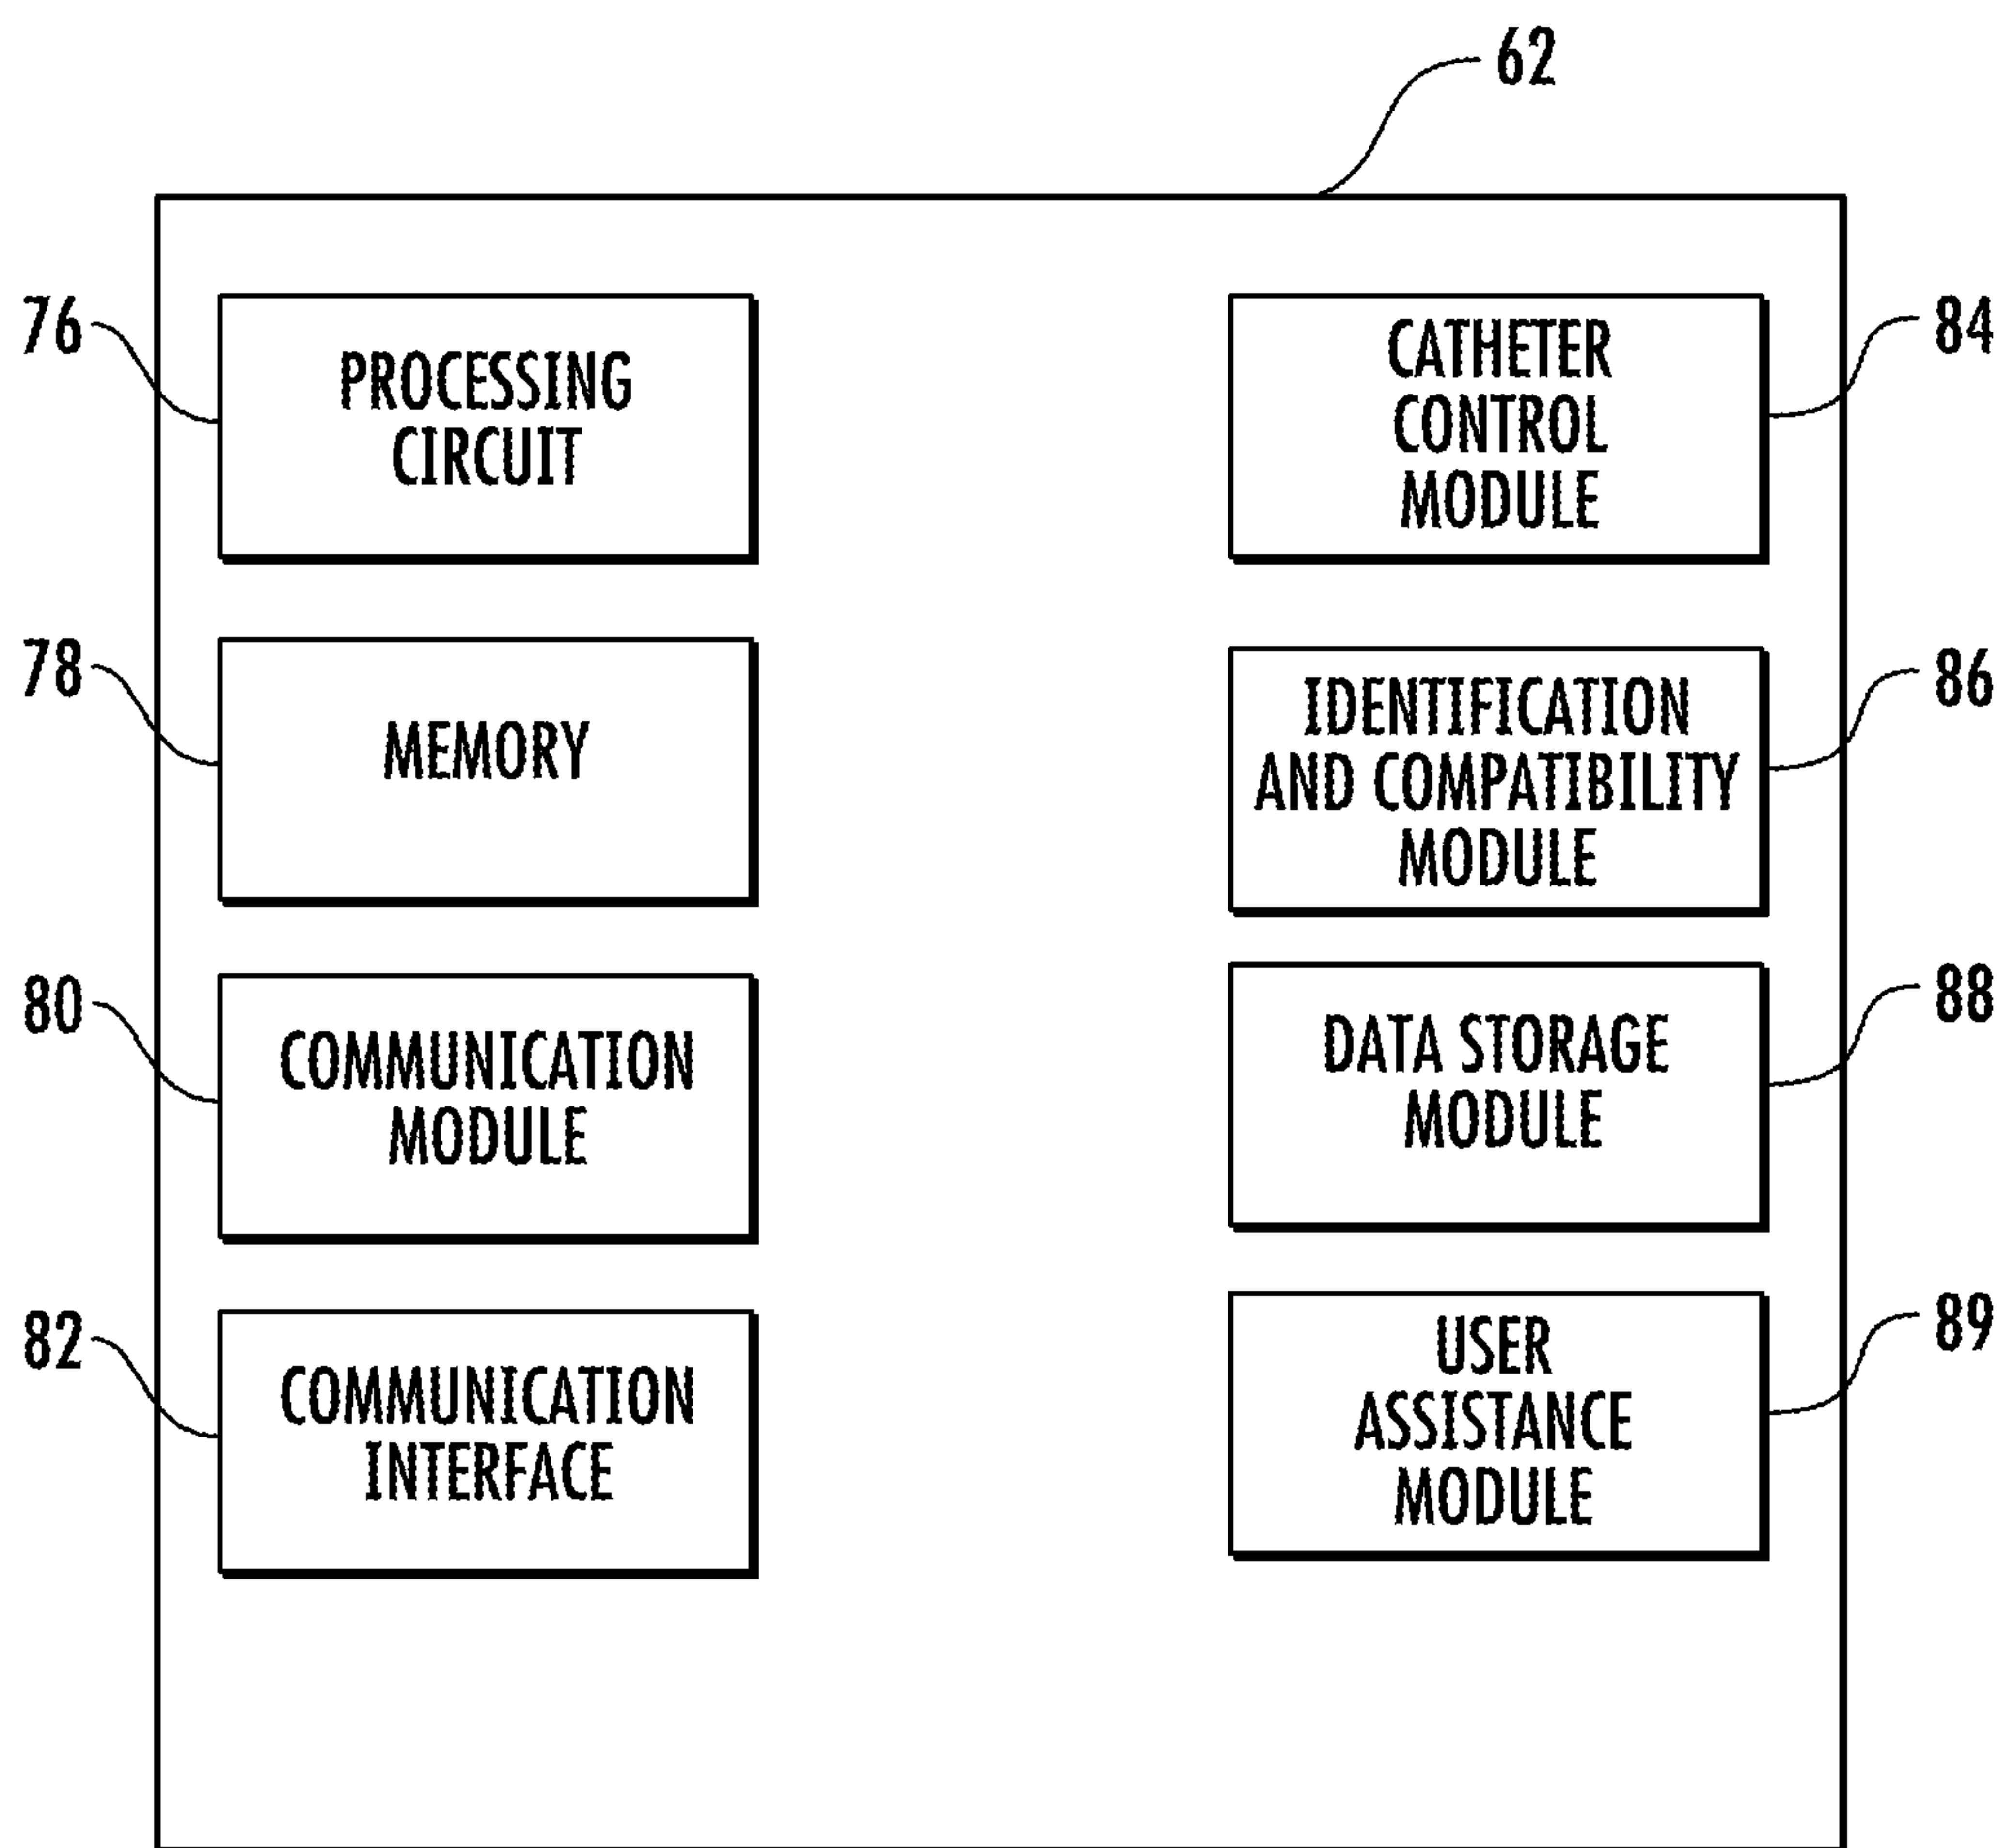 62
76
PROCESSING
CIRCUIT
84
CATHETER
CONTROL
MODULE
78
MEMORY
86
IDENTIFICATION
AND COMPATIBILITY
MODULE
80
COMMUNICATION
MODULE
88
DATA STORAGE
MODULE
82
COMMUNICATION
INTERFACE
89
USER
ASSISTANCE
MODULE